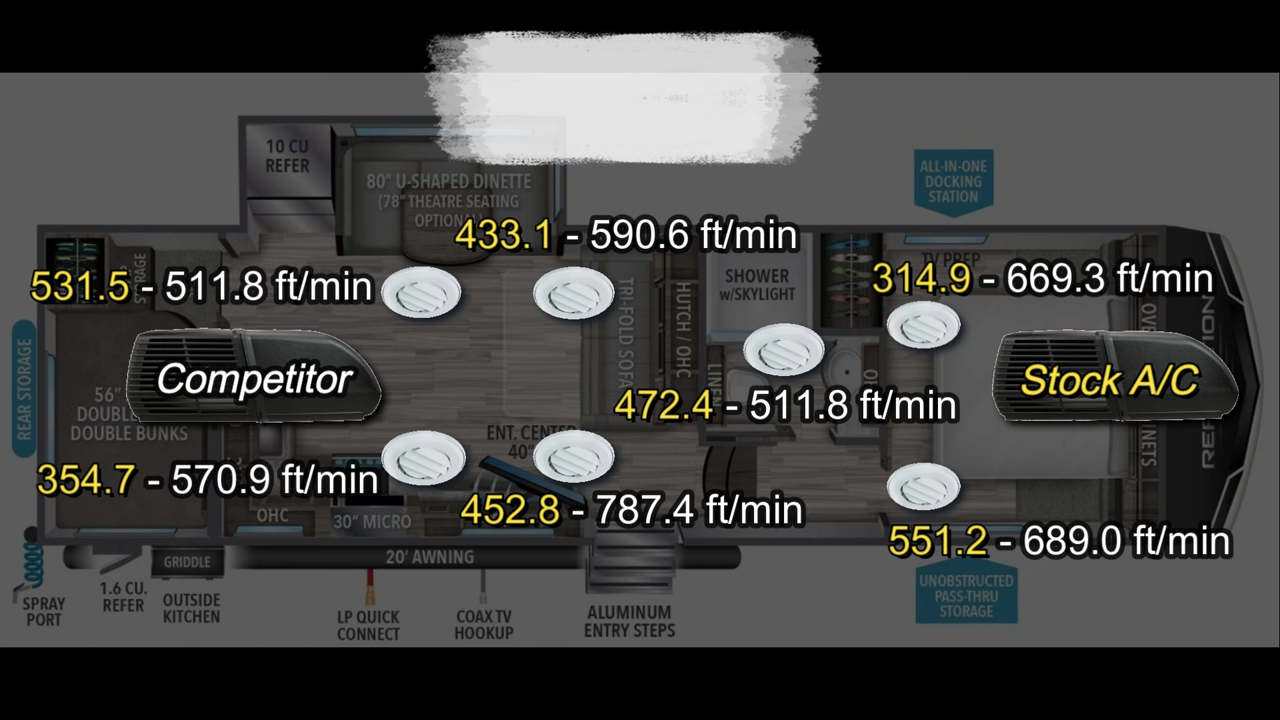 10 CU
REFER
80" U-SHAPED DINETTE
(78" THEATRE SEATING
OPTIONAL)
ALL-IN-ONE
DOCKING
STATION
433.1 - 590.6 ft/min
STORAGE
531.5 - 511.8 ft/min
SHOWER
w/SKYLIGHT
TV PREP
314.9 - 669.3 ft/min
TRI-FOLD SOFA
HUTCH / OHC
REAR STORAGE
Competitor
Stock A/C
56"
DOUBLE
DOUBLE BUNKS
472.4 - 511.8 ft/min
LINEN
ENT. CENTER
40"
354.7 - 570.9 ft/min
452.8 - 787.4 ft/min
OHC
30" MICRO
551.2 - 689.0 ft/min
20' AWNING
GRIDDLE
1.6 CU.
REFER
SPRAY
PORT
OUTSIDE
KITCHEN
LP QUICK
CONNECT
COAX TV
HOOKUP
ALUMINUM
ENTRY STEPS
UNOBSTRUCTED
PASS-THRU
STORAGE